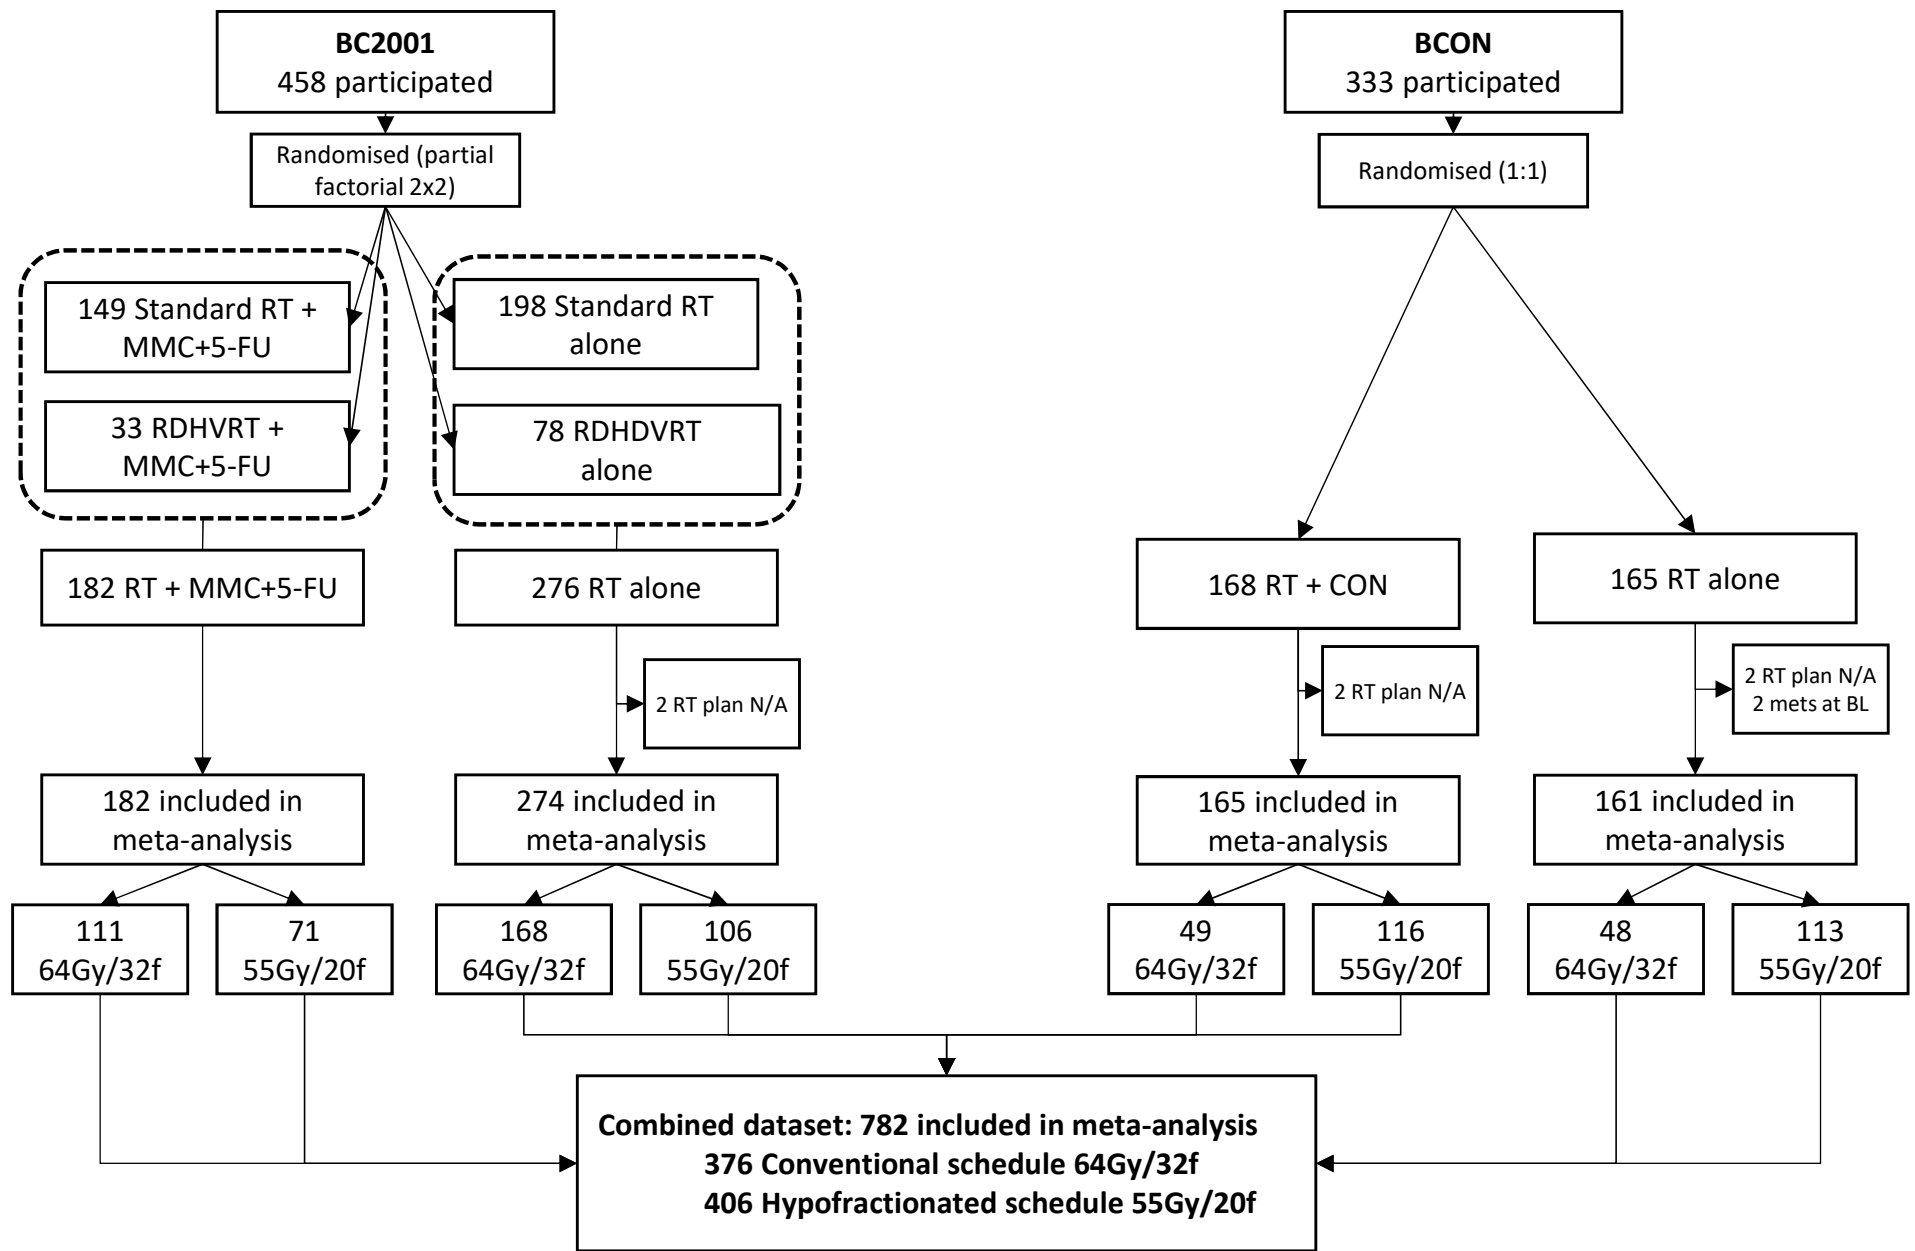 BC2001
458 participated
Randomised (partial
factorial 2x2)
149 Standard RT +
MMC+5-FU
33 RDHVRT +
MMC+5-FU
198 Standard RT
alone
78 RDHDVRT
alone
182 RT + MMC+5-FU
276 RT alone
2 RT plan N/A
182 included in
meta-analysis
274 included in
meta-analysis
111
64Gy/32f
71
55Gy/20f
168
64Gy/32f
106
55Gy/20f
BCON
333 participated
Randomised (1:1)
168 RT + CON
165 RT alone
2 RT plan N/A
2 RT plan N/A
2 mets at BL
165 included in
meta-analysis
161 included in
meta-analysis
49
64Gy/32f
116
55Gy/20f
48
64Gy/32f
113
55Gy/20f
Combined dataset: 782 included in meta-analysis
376 Conventional schedule 64Gy/32f
406 Hypofractionated schedule 55Gy/20f